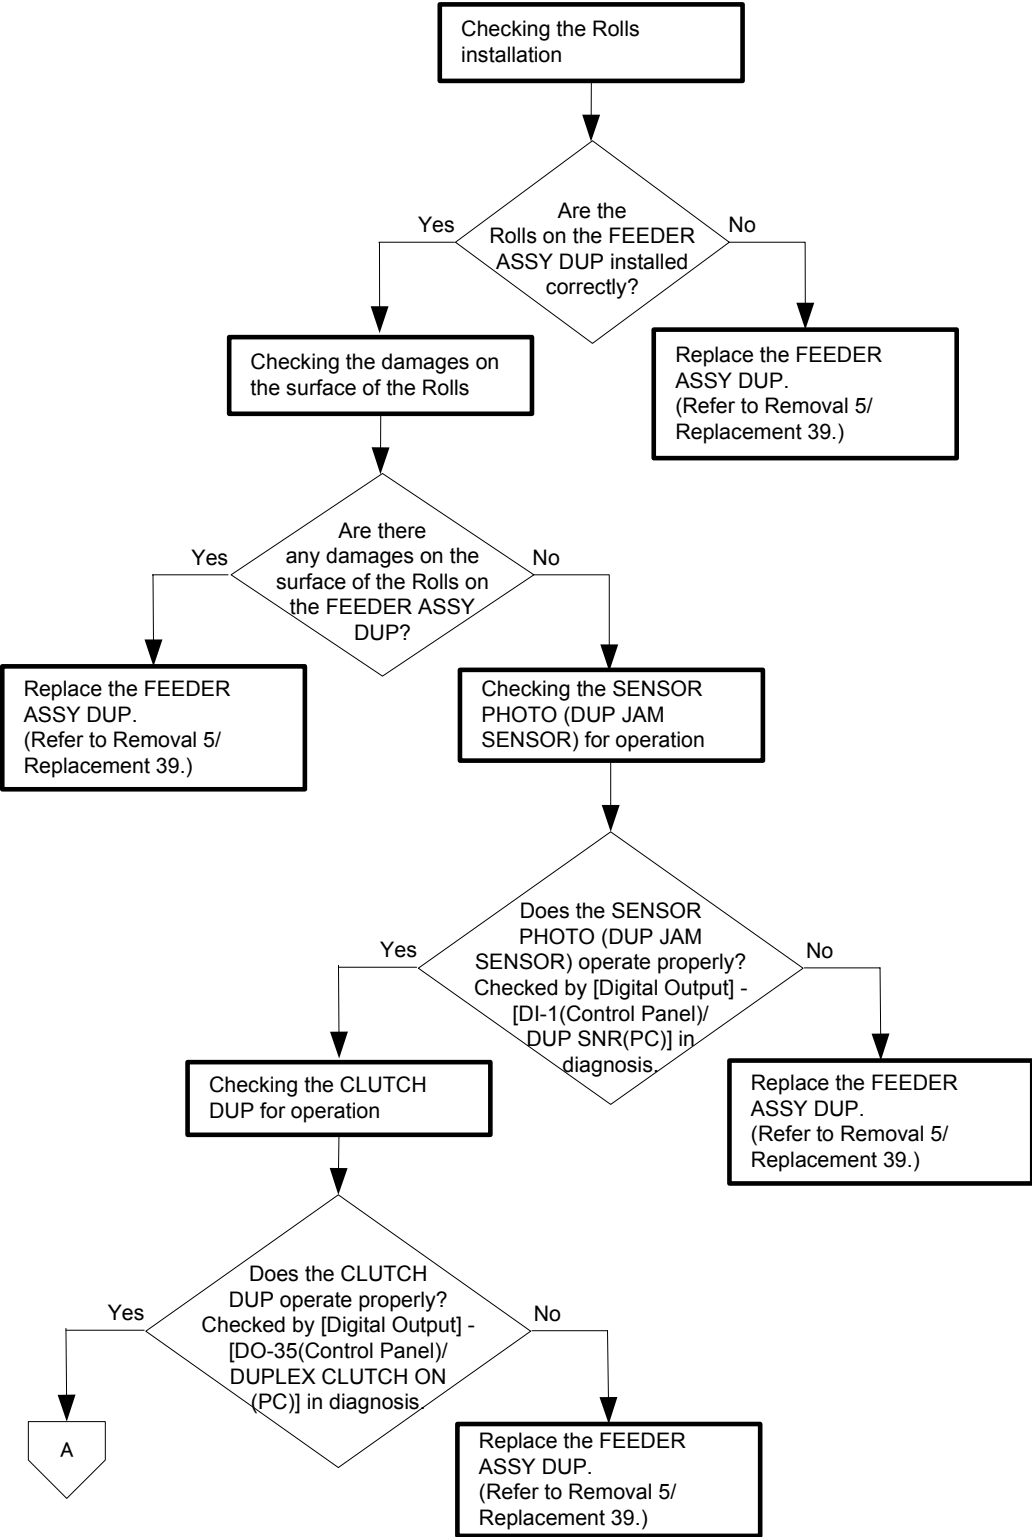 Checking the Rolls
installation
Are the
Rolls on the FEEDER
ASSY DUP installed
correctly?
Yes
No
Checking the damages on
the surface of the Rolls
Replace the FEEDER
ASSY DUP.
(Refer to Removal 5/
Replacement 39.)
Are there
any damages on the
surface of the Rolls on
the FEEDER ASSY
DUP?
Yes
No
Replace the FEEDER
ASSY DUP.
(Refer to Removal 5/
Replacement 39.)
Checking the SENSOR
PHOTO (DUP JAM
SENSOR) for operation
Does the SENSOR
PHOTO (DUP JAM
SENSOR) operate properly?
Checked by [Digital Output] -
[DI-1(Control Panel)/
DUP SNR(PC)] in
diagnosis.
Yes
No
Checking the CLUTCH
DUP for operation
Replace the FEEDER
ASSY DUP.
(Refer to Removal 5/
Replacement 39.)
Does the CLUTCH
DUP operate properly?
Checked by [Digital Output] -
[DO-35(Control Panel)/
DUPLEX CLUTCH ON
(PC)] in diagnosis.
Yes
No
A
Replace the FEEDER
ASSY DUP.
(Refer to Removal 5/
Replacement 39.)